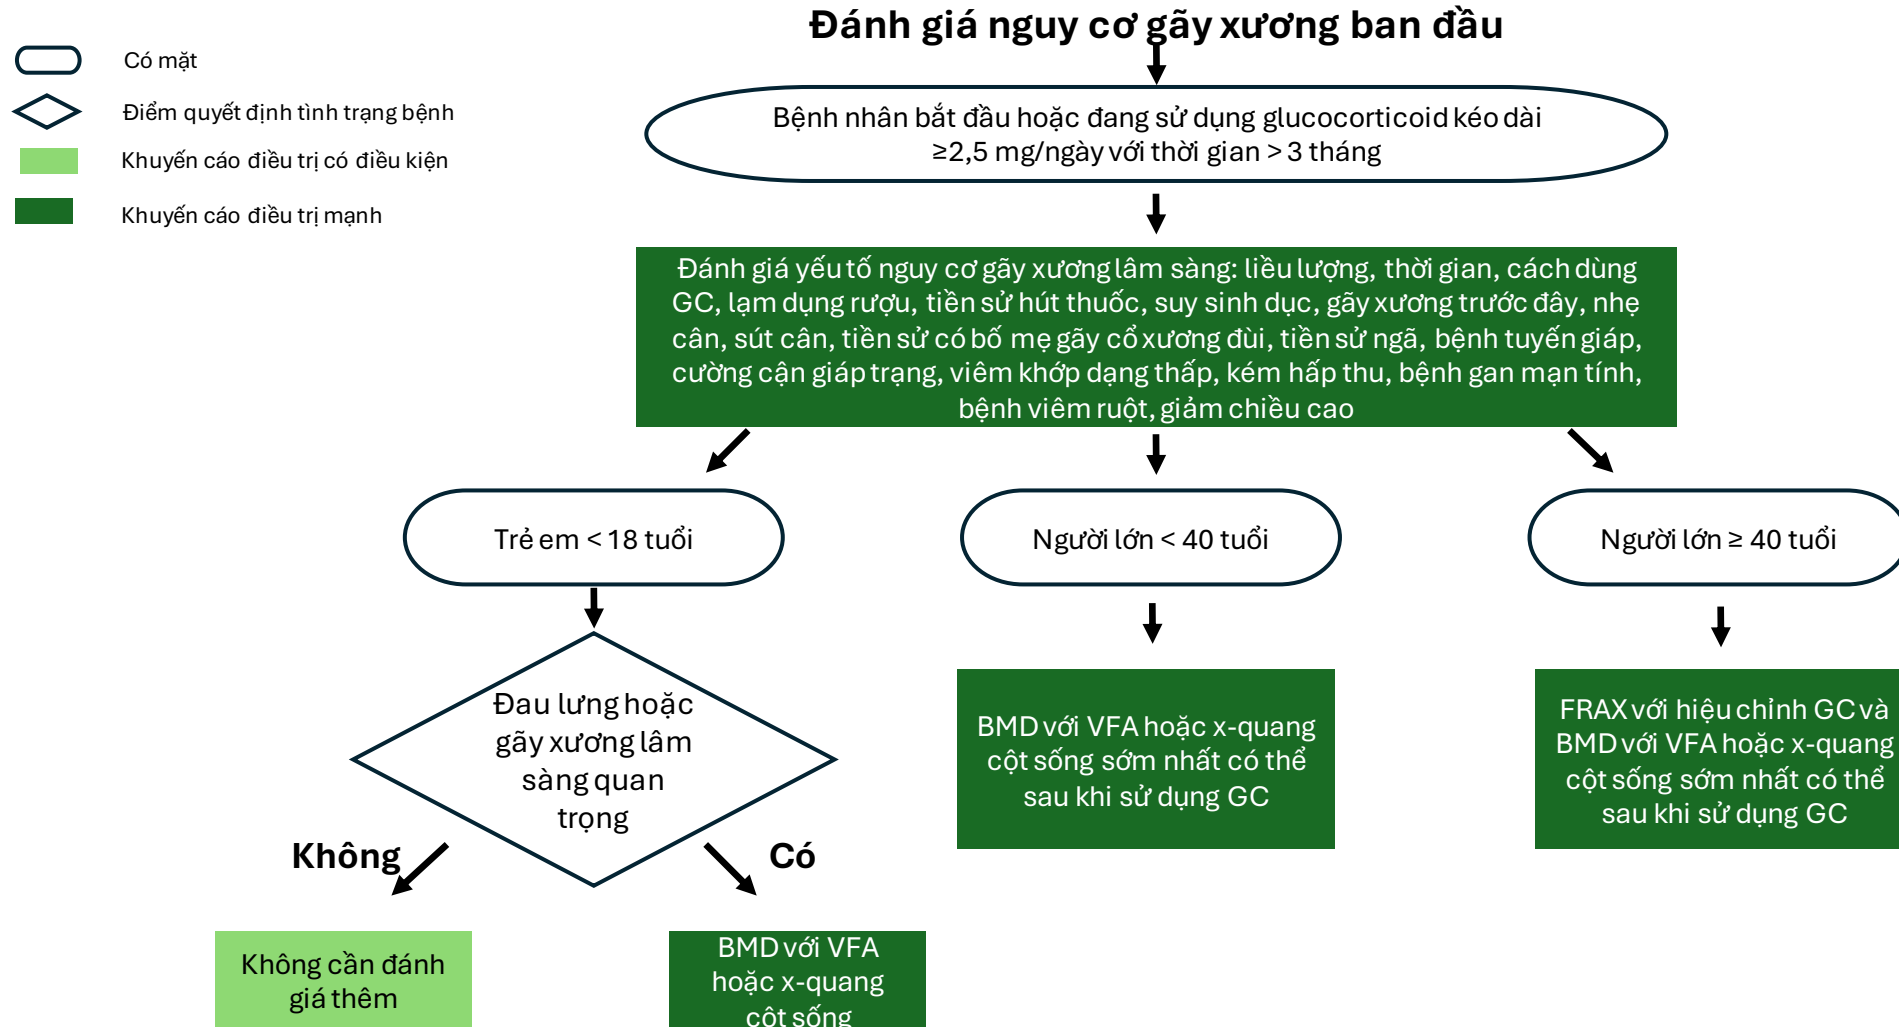 Đánh giá nguy cơ gãy xương ban đầu
Có mặt
Điểm quyết định tình trạng bệnh
Khuyến cáo điều trị có điều kiện
Khuyến cáo điều trị mạnh
Bệnh nhân bắt đầu hoặc đang sử dụng glucocorticoid kéo dài
≥2,5 mg/ngày với thời gian > 3 tháng
Đánh giá yếu tố nguy cơ gãy xương lâm sàng: liều lượng, thời gian, cách dùng
GC, lạm dụng rượu, tiền sử hút thuốc, suy sinh dục, gãy xương trước đây, nhẹ
cân, sút cân, tiền sử có bố mẹ gãy cổ xương đùi, tiền sử ngã, bệnh tuyến giáp,
cường cận giáp trạng, viêm khớp dạng thấp, kém hấp thu, bệnh gan mạn tính,
bệnh viêm ruột, giảm chiều cao
Trẻ em < 18 tuổi
Người lớn < 40 tuổi
Người lớn ≥ 40 tuổi
Đau lưng hoặc
gãy xương lâm
sàng quan
trọng
BMD với VFA hoặc x-quang
cột sống sớm nhất có thể
sau khi sử dụng GC
FRAX với hiệu chỉnh GC và
BMD với VFA hoặc x-quang
cột sống sớm nhất có thể
sau khi sử dụng GC
Không
Có
Không cần đánh
giá thêm
BMD với VFA
hoặc x-quang
cột sống